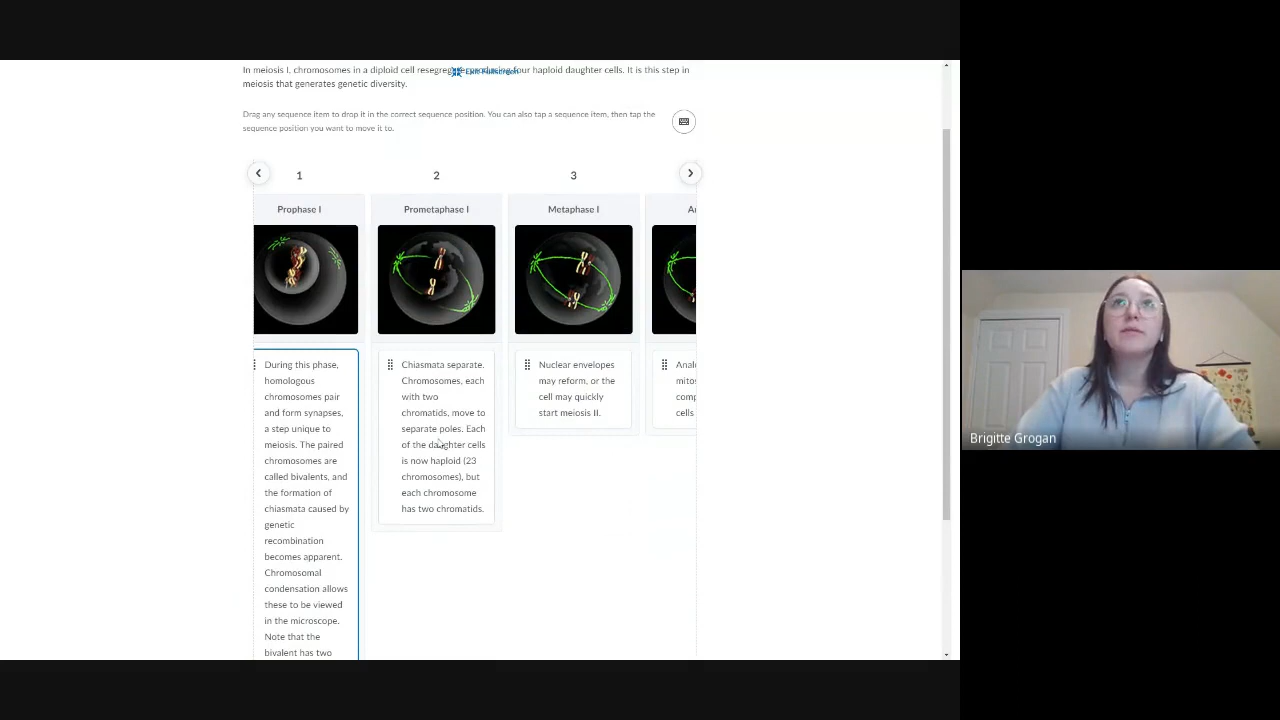 In meiosis I, chromosomes in a diploid cell resegregate, producing four haploid daughter cells. It is this step in
Exit Fullscreen
meiosis that generates genetic diversity.
Drag any sequence item to drop it in the correct sequence position. You can also tap a sequence item, then tap the
sequence position you want to move it to.
1
2
3
Prophase I
Prometaphase I
Metaphase I
During this phase,
homologous
chromosomes pair
and form synapses,
a step unique to
meiosis. The paired
chromosomes are
called bivalents, and
the formation of
chiasmata caused by
genetic
recombination
becomes apparent.
Chromosomal
condensation allows
these to be viewed
in the microscope.
Note that the
bivalent has two
Chiasmata separate.
Chromosomes, each
with two
chromatids, move to
separate poles. Each
of the daughter cells
is now haploid (23
chromosomes), but
each chromosome
has two chromatids.
Nuclear envelopes
may reform, or the
cell may quickly
start meiosis II.
cells
Brigitte Grogan